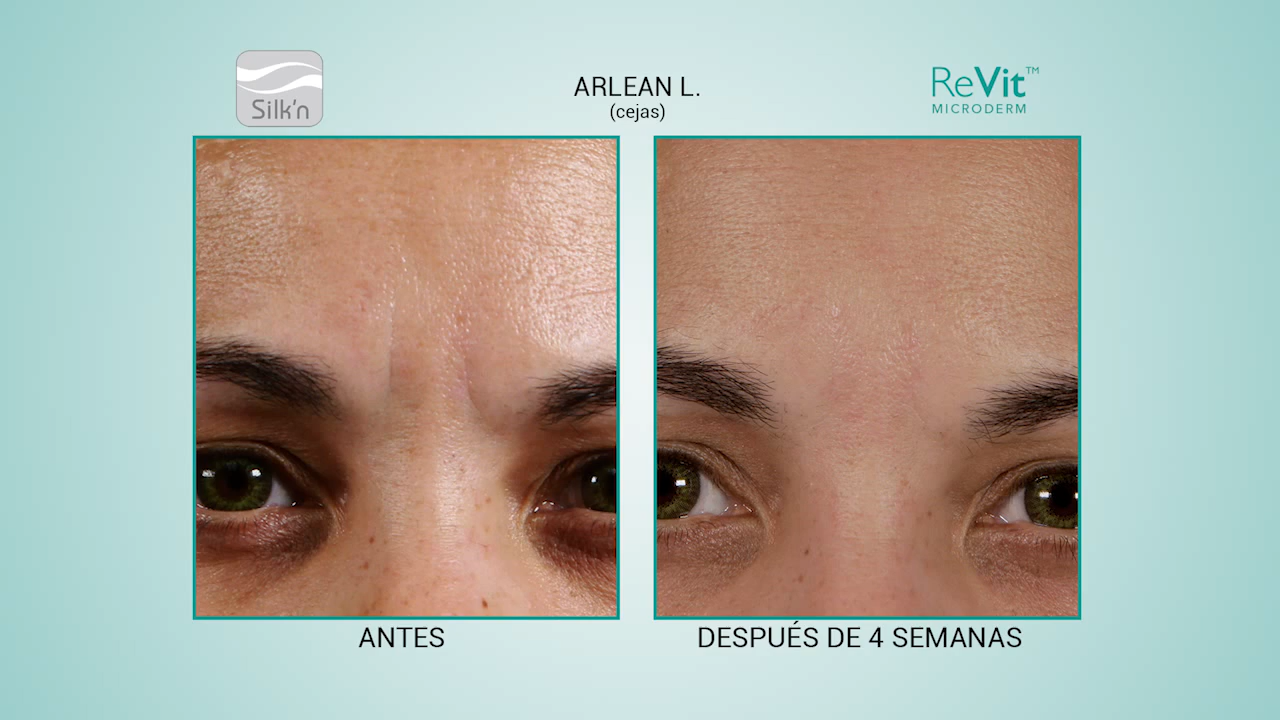 Silk'n
ARLEAN L.
(cejas)
ReVit™
MICRODERM
ANTES
DESPUÉS DE 4 SEMANAS